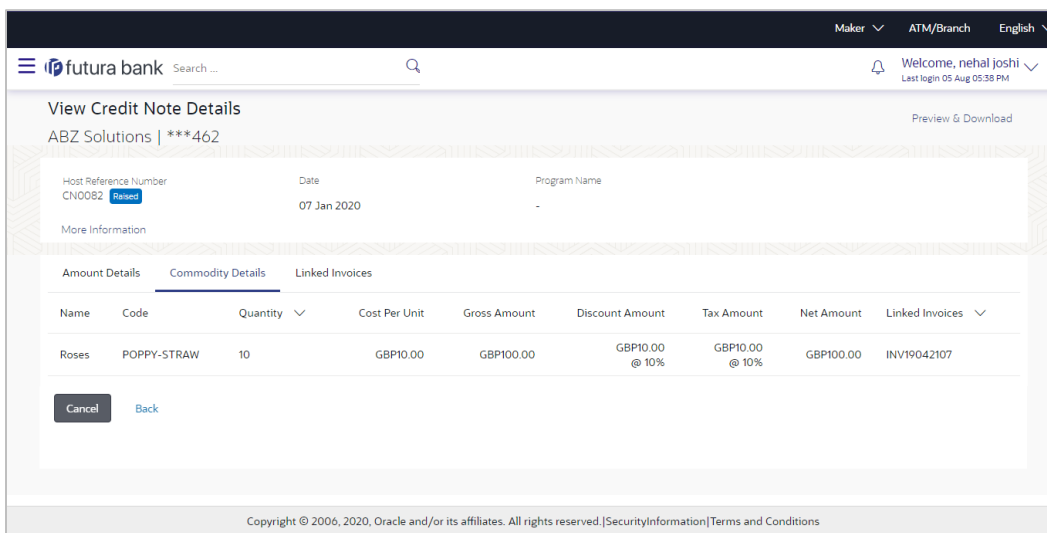 Maker ATM/Branch English
futura bank Search ... Welcome, nehal joshi
Last login 05 Aug 05:38 PM
View Credit Note Details
Preview & Download
ABZ Solutions | ***462
Host Reference Number Date Program Name
CN0082 Raised 07 Jan 2020 -
More Information
Amount Details Commodity Details Linked Invoices
Name Code Quantity Cost Per Unit Gross Amount Discount Amount Tax Amount Net Amount Linked Invoices
Roses POPPY-STRAW 10 GBP10.00 GBP100.00 GBP10.00 @ 10% GBP10.00 @ 10% GBP100.00 INV19042107
Cancel Back
Copyright © 2006, 2020, Oracle and/or its affiliates. All rights reserved.|SecurityInformation|Terms and Conditions